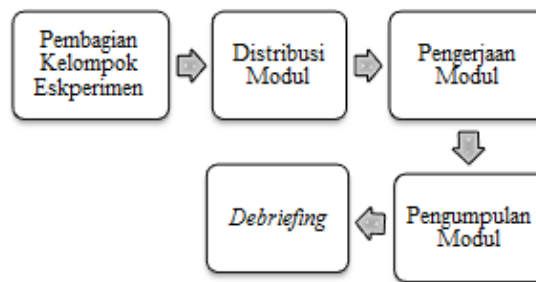 Pembagian
Kelompok
Eskperimen
Distribusi
Modul
Pengerjaan
Modul
Pengumpulan
Modul
Debriefing